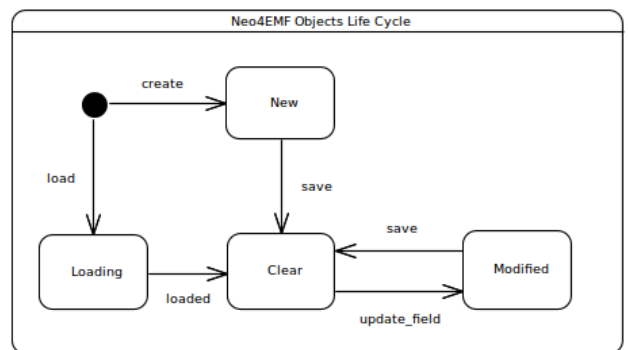 Neo4EMF Objects Life Cycle
create
New
load
save
save
Loading
Clear
Modified
loaded
update_field